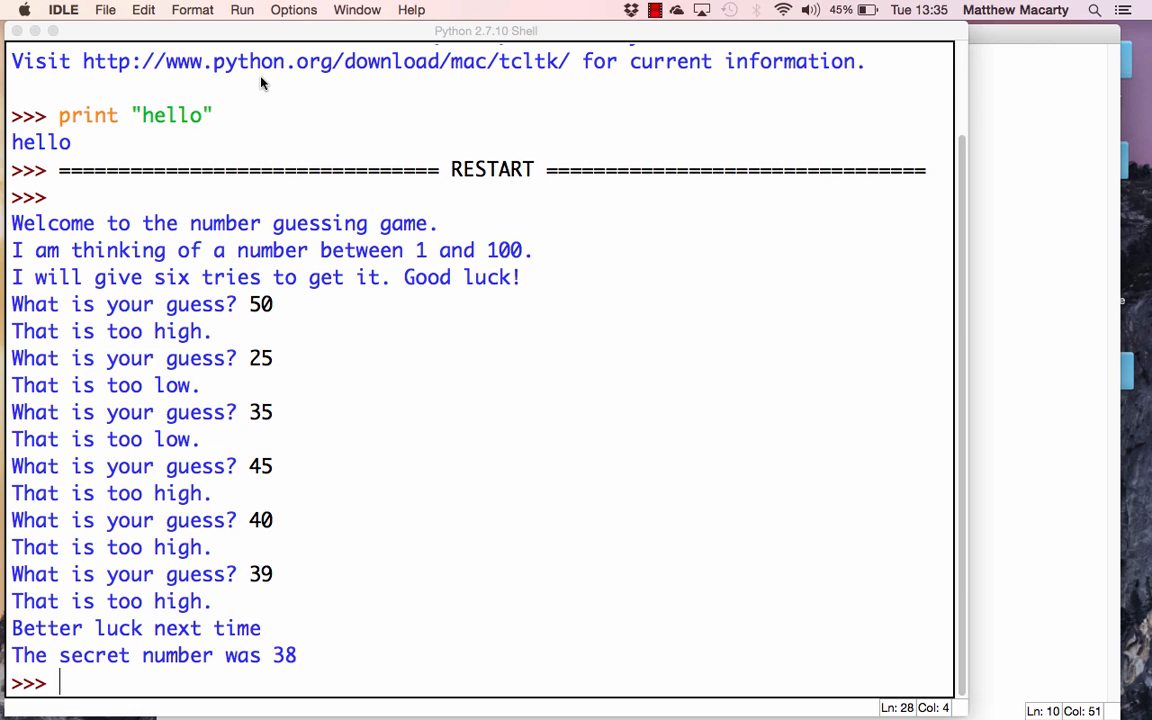 IDLE File Edit Format Run Options Window Help 45% Tue 13:35 Matthew Macarty
Python 2.7.10 Shell
Visit http://www.python.org/download/mac/tcltk/ for current information.
>>> print "hello"
hello
>>> ================================ RESTART ================================
>>>
Welcome to the number guessing game.
I am thinking of a number between 1 and 100.
I will give six tries to get it. Good luck!
What is your guess? 50
That is too high.
What is your guess? 25
That is too low.
What is your guess? 35
That is too low.
What is your guess? 45
That is too high.
What is your guess? 40
That is too high.
What is your guess? 39
That is too high.
Better luck next time
The secret number was 38
>>>
Ln: 28 Col: 4
Ln: 10 Col: 51